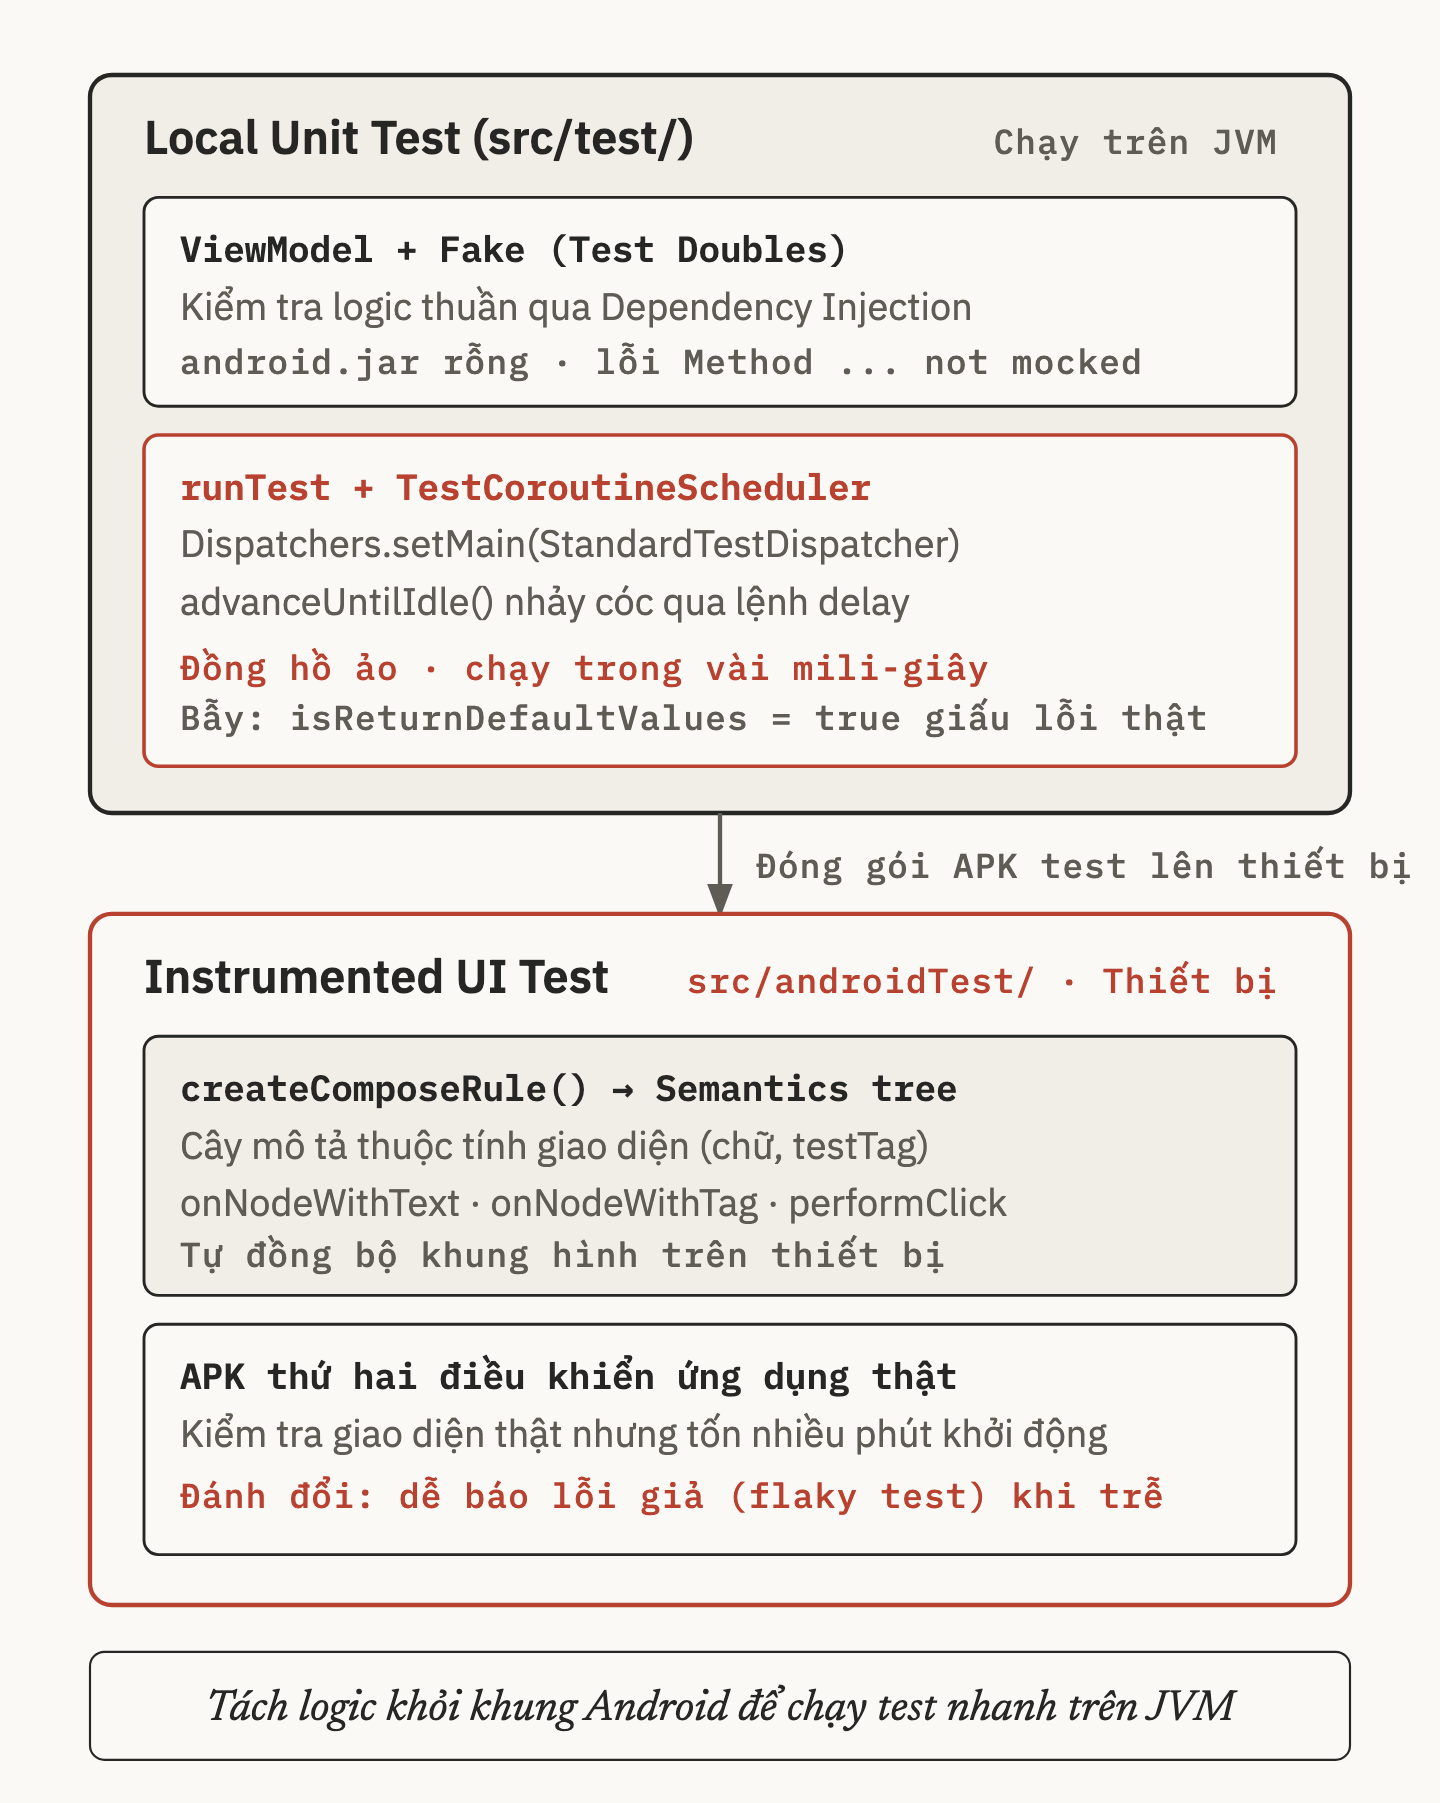 Local Unit Test (src/test/)
Chạy trên JVM
ViewModel + Fake (Test Doubles)
Kiểm tra logic thuần qua Dependency Injection
android.jar rỗng · lỗi Method ... not mocked
runTest + TestCoroutineScheduler
Dispatchers.setMain(StandardTestDispatcher)
advanceUntilIdle() nhảy cóc qua lệnh delay
Đồng hồ ảo · chạy trong vài mili-giây
Bẫy: isReturnDefaultValues = true giấu lỗi thật
Đóng gói APK test lên thiết bị
Instrumented UI Test
src/androidTest/ · Thiết bị
createComposeRule() → Semantics tree
Cây mô tả thuộc tính giao diện (chữ, testTag)
onNodeWithText · onNodeWithTag · performClick
Tự đồng bộ khung hình trên thiết bị
APK thứ hai điều khiển ứng dụng thật
Kiểm tra giao diện thật nhưng tốn nhiều phút khởi động
Đánh đổi: dễ báo lỗi giả (flaky test) khi trễ
Tách logic khỏi khung Android để chạy test nhanh trên JVM